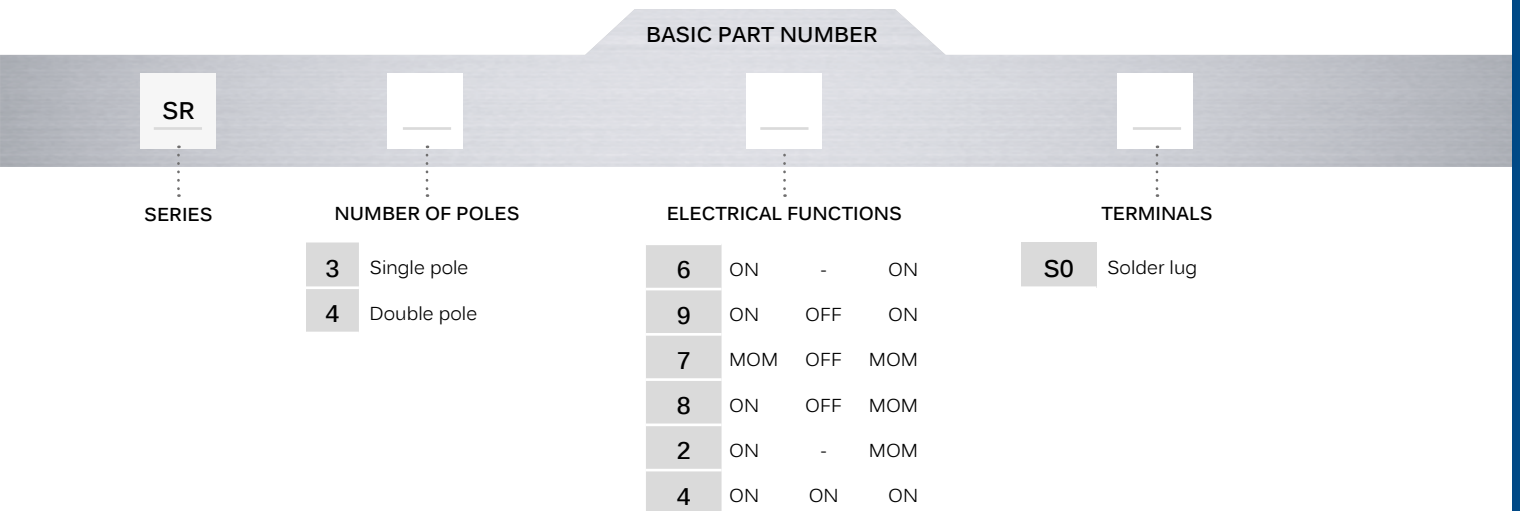 BASIC PART NUMBER
SR
SERIES
NUMBER OF POLES
ELECTRICAL FUNCTIONS
TERMINALS
3 Single pole
4 Double pole
6 ON - ON
9 ON OFF ON
7 MOM OFF MOM
8 ON OFF MOM
2 ON - MOM
4 ON ON ON
S0 Solder lug